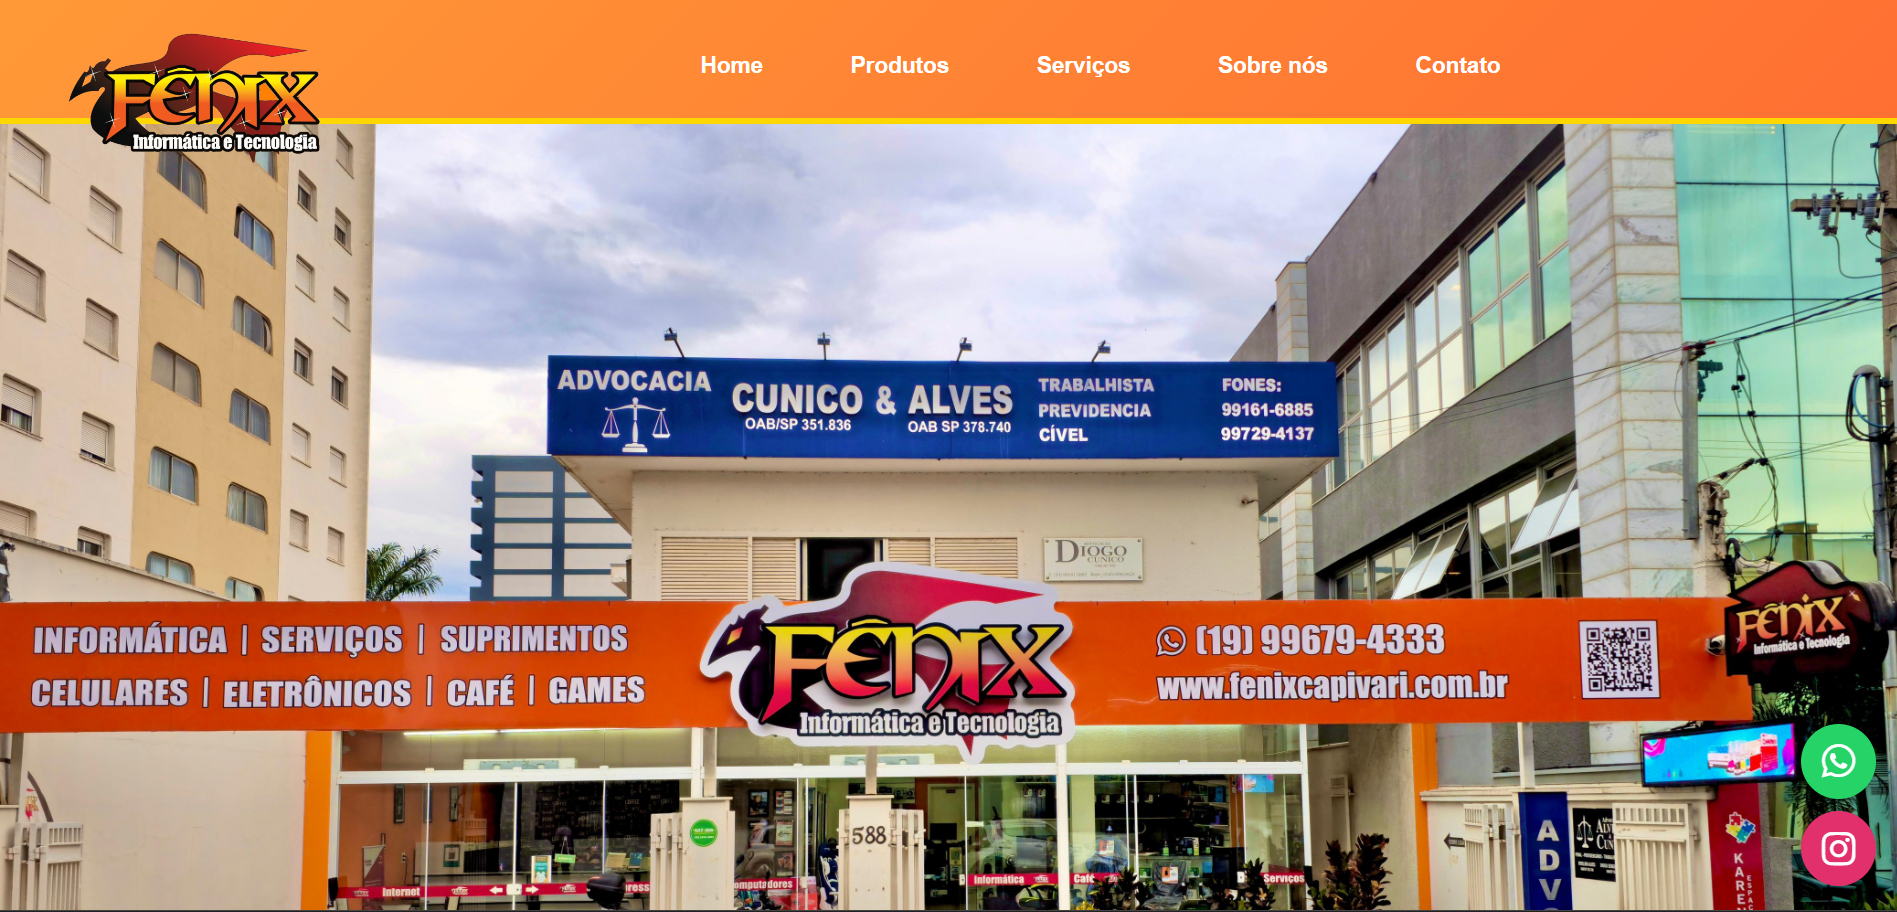 Home
Produtos
Serviços
Sobre nós
Contato
FÊNIX
Informática e Tecnologia
ADVOCACIA
CUNICO & ALVES
OAB/SP 351.836
OAB SP 378.740
TRABALHISTA
PREVIDENCIA
CÍVEL
FONES:
99161-6885
99729-4137
DIOGO
CUNICO
INFORMÁTICA | SERVIÇOS | SUPRIMENTOS
CELULARES | ELETRÔNICOS | CAFÉ | GAMES
FÊNIX
Informática e Tecnologia
(19) 99679-4333
www.fenixcapivari.com.br
FÊNIX
Informática e Tecnologia
588
Internet
Informática
Café
Serviços
ADV
KAREN